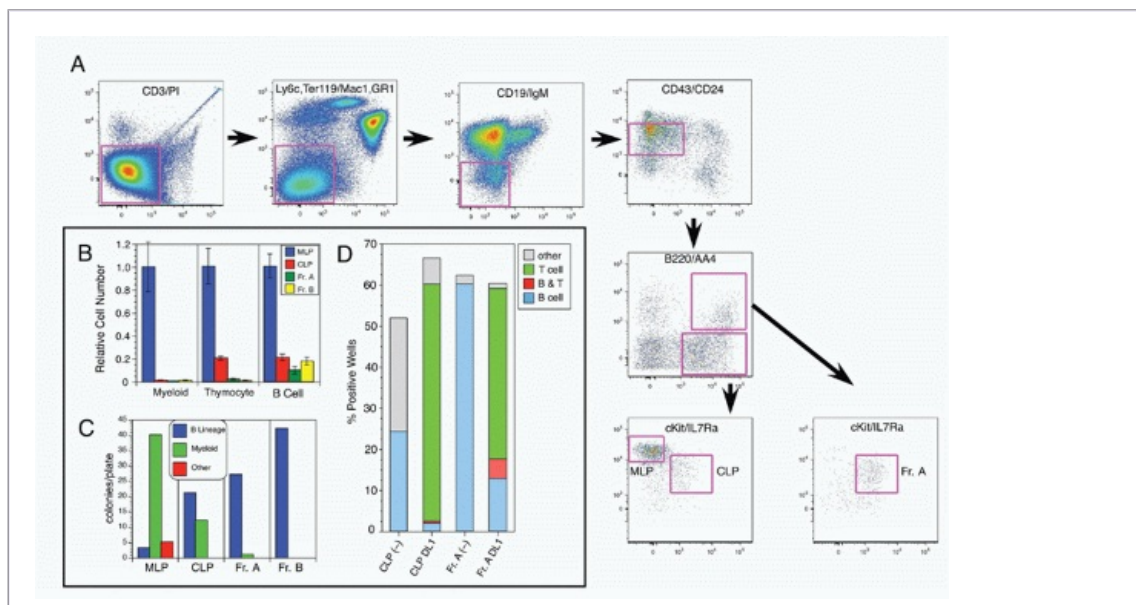 A
CD3/PI
Ly6c,Ter119/Mac1,GR1
CD19/IgM
CD43/CD24
B220/AA4
cKit/IL7Ra
MLP
CLP
cKit/IL7Ra
Fr. A
B
Relative Cell Number
1.2
1.0
0.8
0.6
0.4
0.2
0
MLP
CLP
Fr. A
Fr. B
Myeloid
Thymocyte
B Cell
C
colonies/plate
45
40
35
30
25
20
15
10
5
0
B Lineage
Myeloid
Other
MLP
CLP
Fr. A
Fr. B
D
% Positive Wells
70
60
50
40
30
20
10
0
other
T cell
B & T
B cell
CLP (-)
CLP DL1
Fr. A (-)
Fr. A DL1